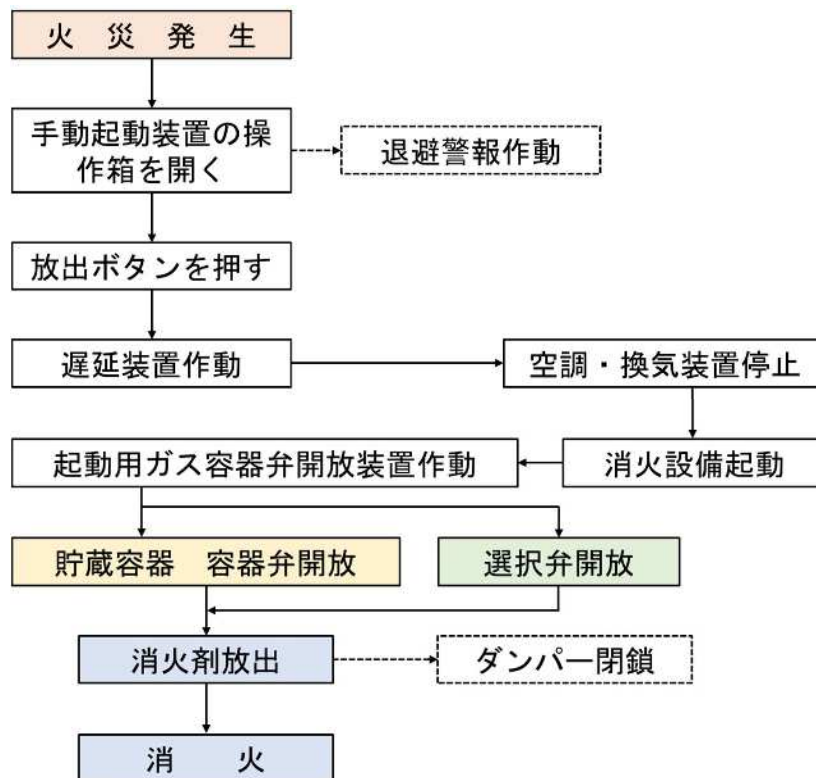 火 災 発 生
手動起動装置の操
作箱を開く
退避警報作動
放出ボタンを押す
遅延装置作動
空調・換気装置停止
起動用ガス容器弁開放装置作動
消火設備起動
貯蔵容器 容器弁開放
選択弁開放
消火剤放出
ダンパー閉鎖
消 火